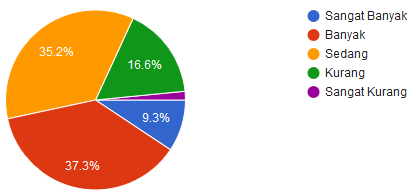 Sangat Banyak
Banyak
Sedang
Kurang
Sangat Kurang
35.2%
16.6%
9.3%
37.3%